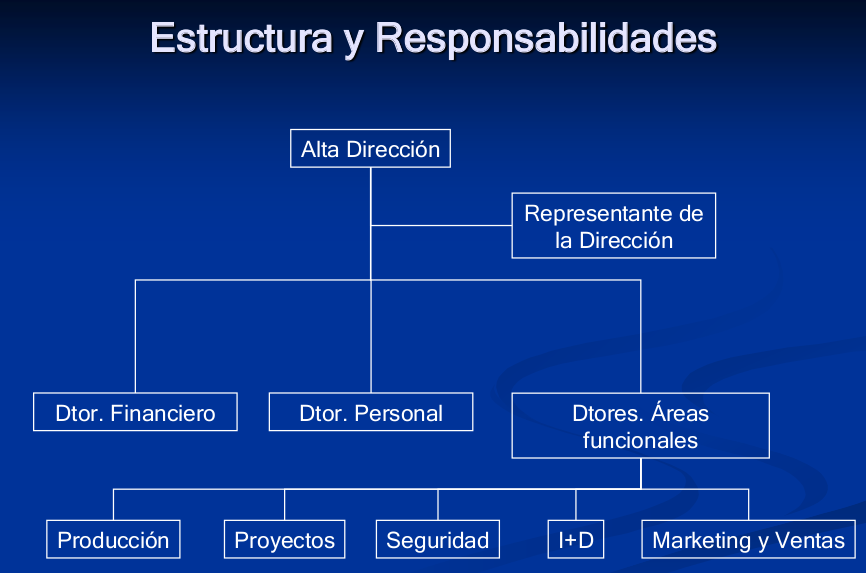 Estructura y Responsabilidades
Alta Dirección
Representante de
la Dirección
Dtor. Financiero
Dtor. Personal
Dtores. Áreas
funcionales
Producción
Proyectos
Seguridad
I+D
Marketing y Ventas